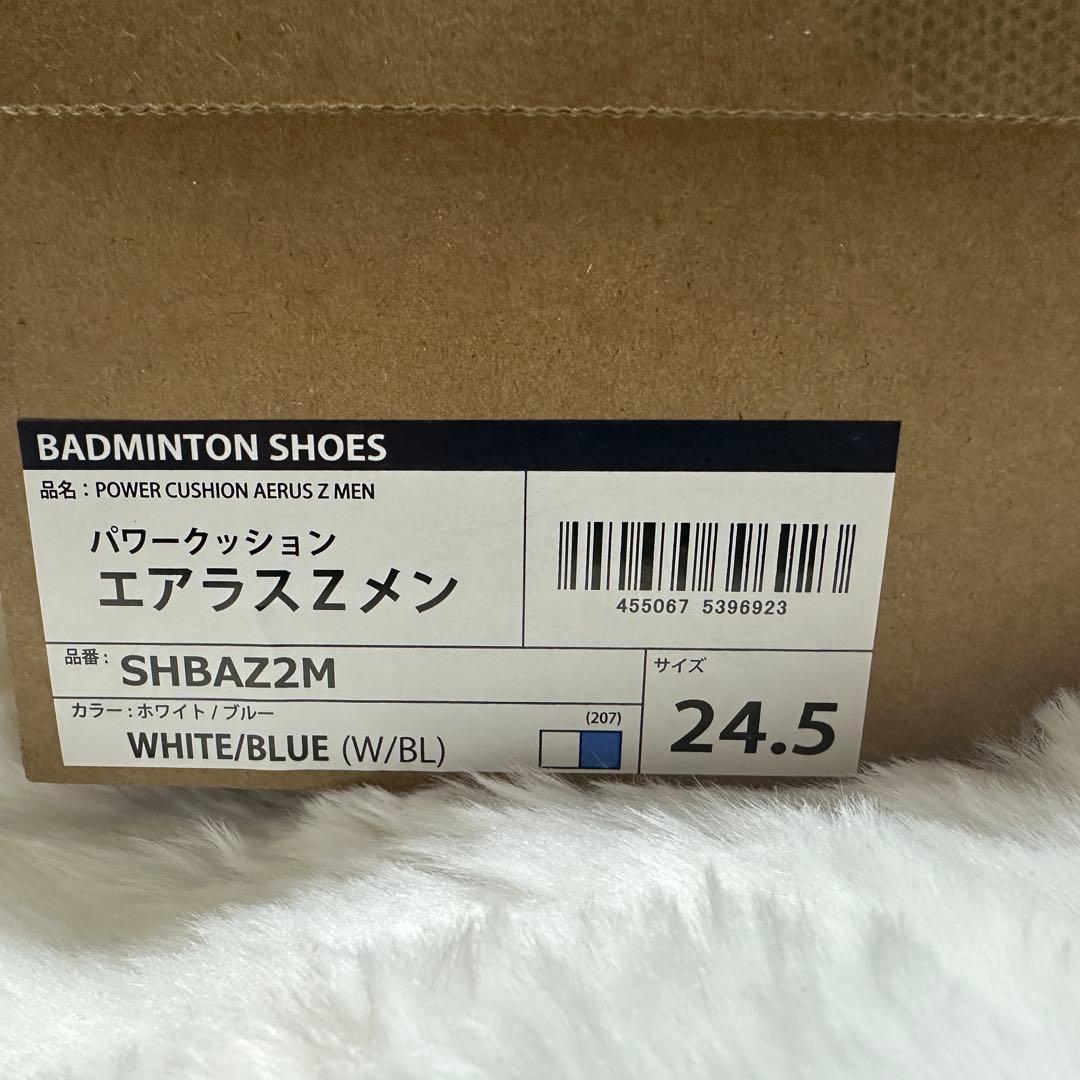 BADMINTON SHOES
品名：POWER CUSHION AERUS Z MEN
パワークッション
エアラスZメン
455067 5396923
品番：SHBAZ2M
カラー：ホワイト / ブルー
(207)
WHITE/BLUE (W/BL)
サイズ
24.5